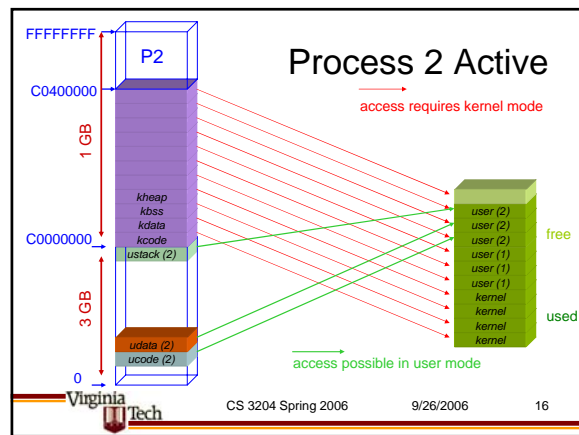 Process 2 Active
FFFFFFFF
P2
C0400000
access requires kernel mode
1 GB
kheap
kbss
kdata
kcode
C0000000
ustack (2)
user (2)
user (2)
user (2)
user (1)
user (1)
user (1)
kernel
kernel
kernel
kernel
free
used
3 GB
udata (2)
ucode (2)
access possible in user mode
0
Virginia
Tech
CS 3204 Spring 2006
9/26/2006
16